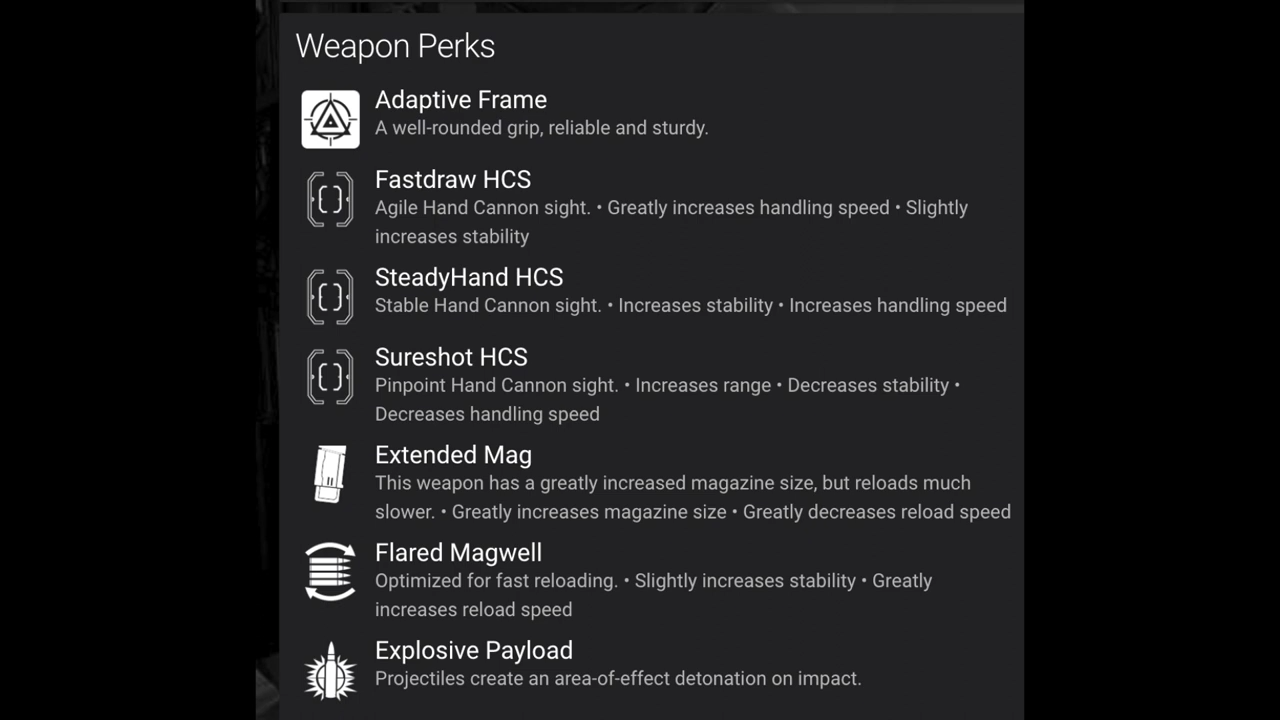 Weapon Perks
Adaptive Frame
A well-rounded grip, reliable and sturdy.
Fastdraw HCS
Agile Hand Cannon sight. • Greatly increases handling speed • Slightly
increases stability
SteadyHand HCS
Stable Hand Cannon sight. • Increases stability • Increases handling speed
Sureshot HCS
Pinpoint Hand Cannon sight. • Increases range • Decreases stability •
Decreases handling speed
Extended Mag
This weapon has a greatly increased magazine size, but reloads much
slower. • Greatly increases magazine size • Greatly decreases reload speed
Flared Magwell
Optimized for fast reloading. • Slightly increases stability • Greatly
increases reload speed
Explosive Payload
Projectiles create an area-of-effect detonation on impact.